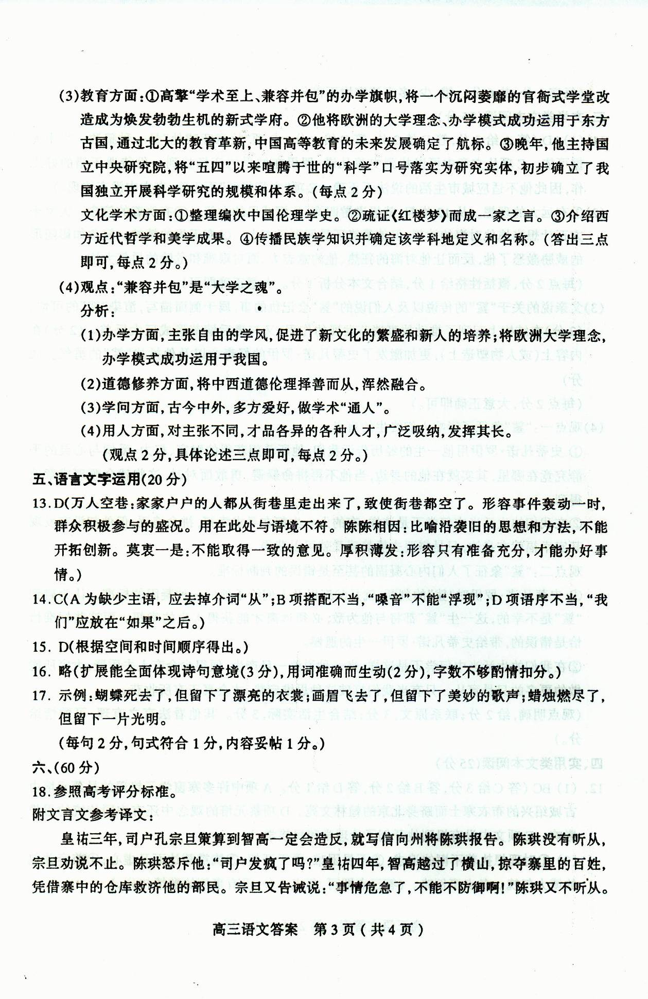 (3)教育方面:①高擎“学术至上、兼容并包”的办学旗帜,将一个沉闷萎靡的官衙式学堂改
造成为焕发勃勃生机的新式学府。②他将欧洲的大学理念、办学模式成功运用于东方
古国,通过北大的教育革新,中国高等教育的未来发展确定了航标。③晚年,他主持国
立中央研究院,将“五四”以来喧腾于世的“科学”口号落实为研究实体,初步确立了我
国独立开展科学研究的规模和体系。(每点2分)
文化学术方面:①整理编次中国伦理学史。②疏证《红楼梦》而成一家之言。③介绍西
方近代哲学和美学成果。④传播民族学知识并确定该学科地定义和名称。(答出三点
即可,每点2分。)
(4)观点:“兼容并包”是“大学之魂”。
分析:
(1)办学方面,主张自由的学风,促进了新文化的繁盛和新人的培养;将欧洲大学理念,
办学模式成功运用于我国。
(2)道德修养方面,将中西道德伦理择善而从,浑然融合。
(3)学问方面,古今中外,多方爱好,做学术“通人”。
(4)用人方面,对主张不同,才品各异的各种人才,广泛吸纳,发挥其长。
(观点2分,具体论述三点即可,每点2分。)
五、语言文字运用(20分)
13.D(万人空巷:家家户户的人都从街巷里走出来了,致使街巷都空了。形容事件轰动一时,
群众积极参与的盛况。用在此处与语境不符。陈陈相因:比喻沿袭旧的思想和方法,不能
开拓创新。莫衷一是:不能取得一致的意见。厚积薄发:形容只有准备充分,才能办好事
情。)
14.C(A为缺少主语,应去掉介词“从”;B项搭配不当,“嗓音”不能“浮现”;D项语序不当,“我
们”应放在“如果”之后。)
15. D(根据空间和时间顺序得出。)
16. 略(扩展能全面体现诗句意境(3分),用词准确而生动(2分),字数不够酌情扣分。)
17. 示例:蝴蝶死去了,但留下了漂亮的衣裳;画眉飞去了,但留下了美妙的歌声;蜡烛燃尽了,
但留下一片光明。
(每句2分,句式符合1分,内容妥帖1分。)
六、(60分)
18.参照高考评分标准。
附文言文参考译文:
皇祐三年,司户孔宗旦策算到智高一定会造反,就写信向州将陈珙报告。陈珙没有听从,
宗旦劝说不止。陈珙怒斥他:“司户发疯了吗?”皇祐四年,智高越过了横山,掠夺寨里的百姓,
凭借寨中的仓库救济他的部民。宗旦又告诫说:“事情危急了,不能不防御啊!”陈珙又不听从。
高三语文答案 第3页(共4页)